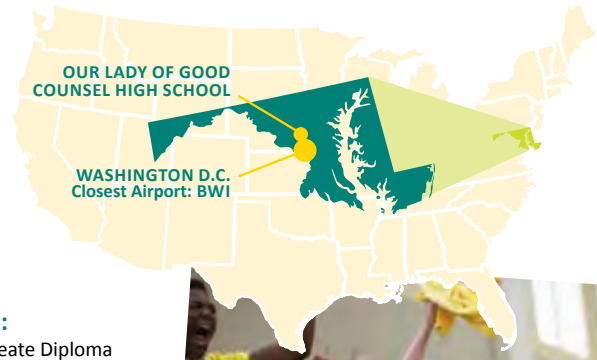 OUR LADY OF GOOD
COUNSEL HIGH SCHOOL
WASHINGTON D.C.
Closest Airport: BWI
:
eate Diploma